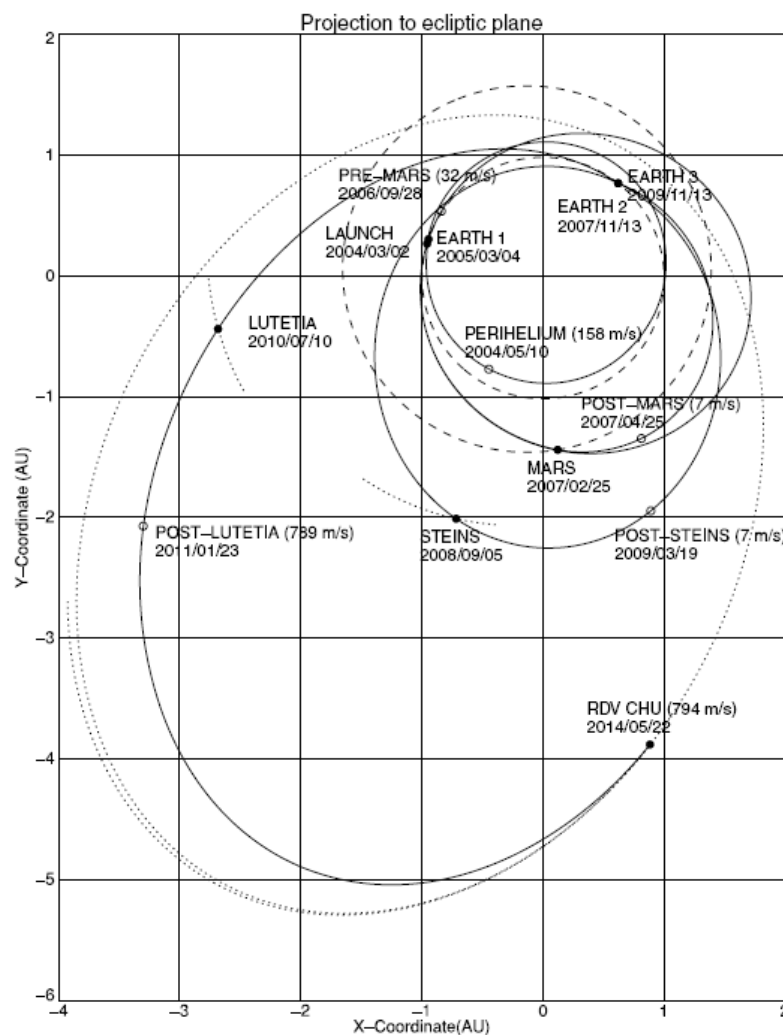 Projection to ecliptic plane
2
1
0
−1
−2
−3
−4
−5
−6
Y−Coordinate (AU)
PRE−MARS (32 m/s)
2006/09/28
EARTH 3
2009/11/13
EARTH 2
2007/11/13
LAUNCH
2004/03/02
EARTH 1
2005/03/04
LUTETIA
2010/07/10
PERIHELIUM (158 m/s)
2004/05/10
POST−MARS (7 m/s)
2007/04/25
MARS
2007/02/25
POST−LUTETIA (789 m/s)
2011/01/23
STEINS
2008/09/05
POST−STEINS (7 m/s)
2009/03/19
RDV CHU (794 m/s)
2014/05/22
−4
−3
−2
−1
0
1
2
X−Coordinate(AU)